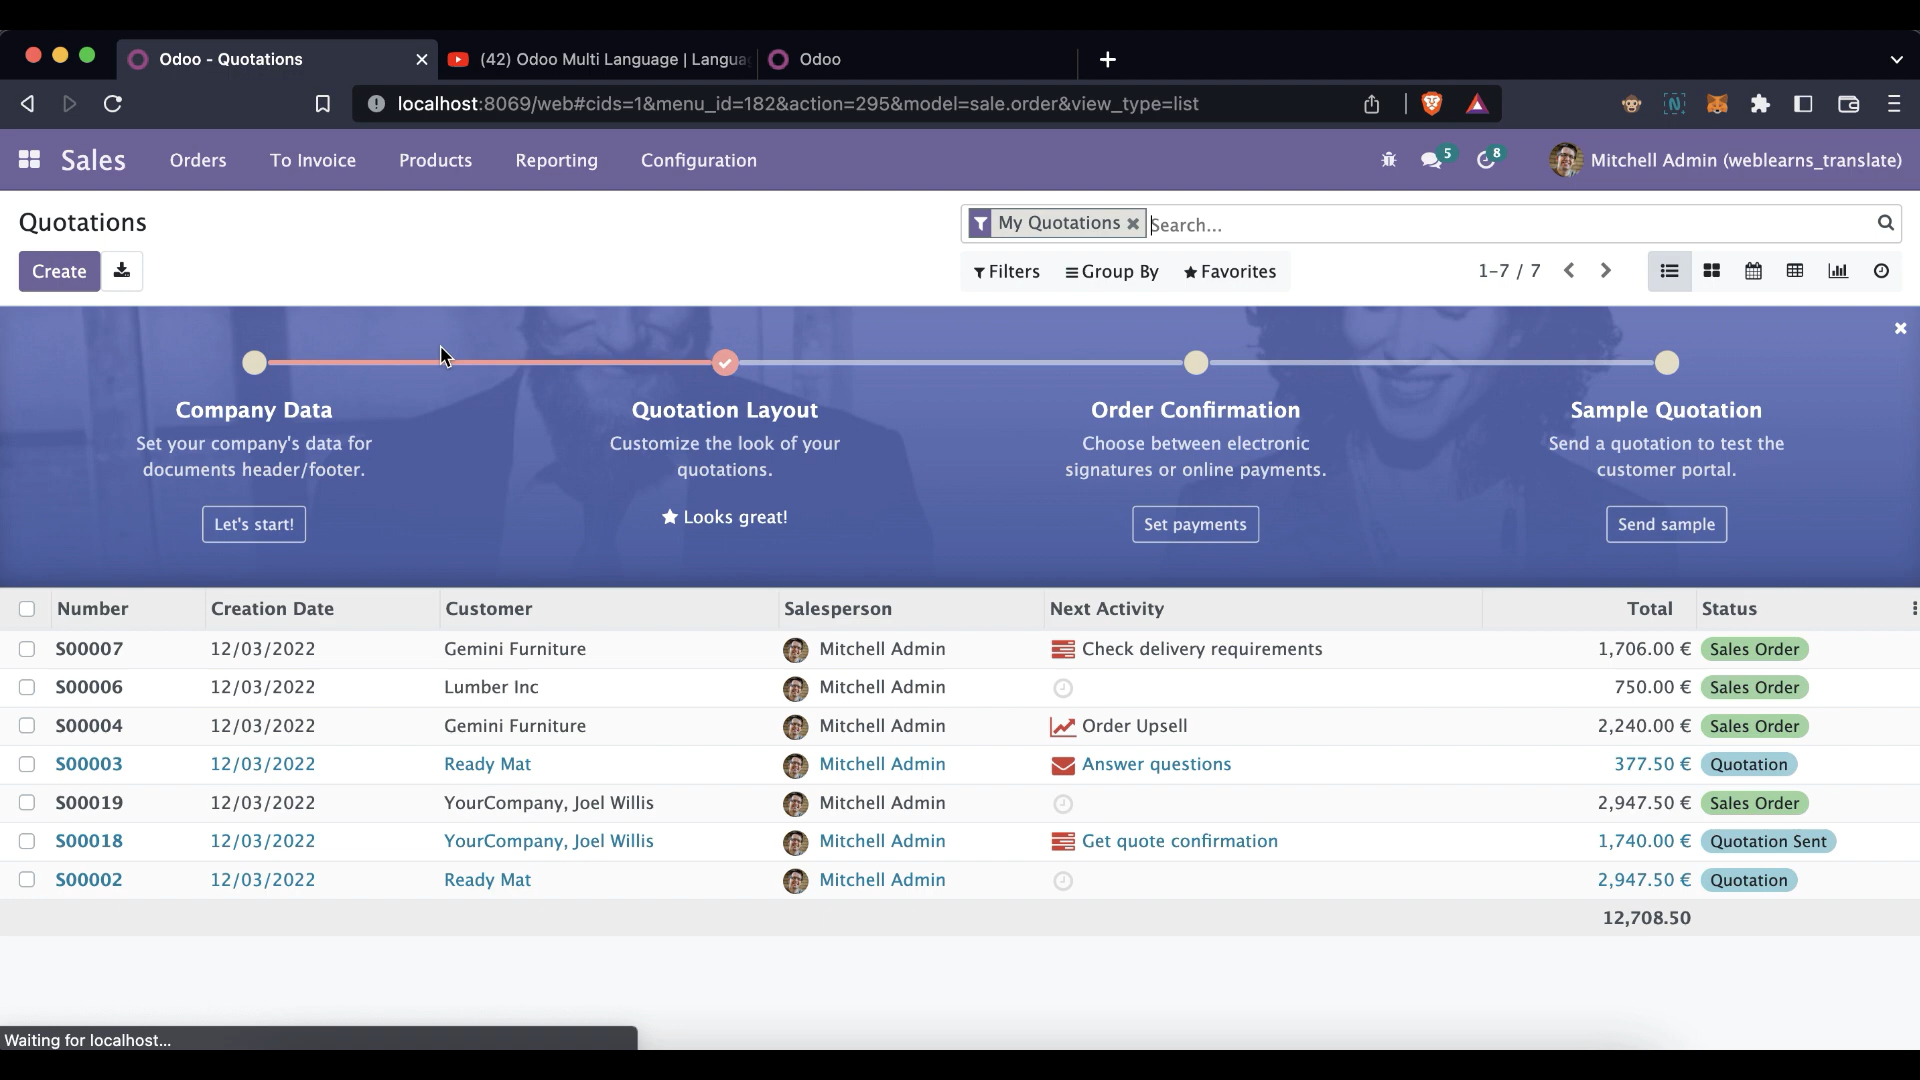 Odoo - Quotations
(42) Odoo Multi Language | Langua
Odoo
localhost:8069/web#cids=1&menu_id=182&action=295&model=sale.order&view_type=list
Sales Orders To Invoice Products Reporting Configuration 5 8 Mitchell Admin (weblearns_translate)
Quotations
My Quotations Search...
Create
Filters Group By Favorites 1-7 / 7
Company Data
Set your company's data for
documents header/footer.
Let's start!
Quotation Layout
Customize the look of your
quotations.
Looks great!
Order Confirmation
Choose between electronic
signatures or online payments.
Set payments
Sample Quotation
Send a quotation to test the
customer portal.
Send sample
Number Creation Date Customer Salesperson Next Activity Total Status
S00007 12/03/2022 Gemini Furniture Mitchell Admin Check delivery requirements 1,706.00 € Sales Order
S00006 12/03/2022 Lumber Inc Mitchell Admin 750.00 € Sales Order
S00004 12/03/2022 Gemini Furniture Mitchell Admin Order Upsell 2,240.00 € Sales Order
S00003 12/03/2022 Ready Mat Mitchell Admin Answer questions 377.50 € Quotation
S00019 12/03/2022 YourCompany, Joel Willis Mitchell Admin 2,947.50 € Sales Order
S00018 12/03/2022 YourCompany, Joel Willis Mitchell Admin Get quote confirmation 1,740.00 € Quotation Sent
S00002 12/03/2022 Ready Mat Mitchell Admin 2,947.50 € Quotation
12,708.50
Waiting for localhost...